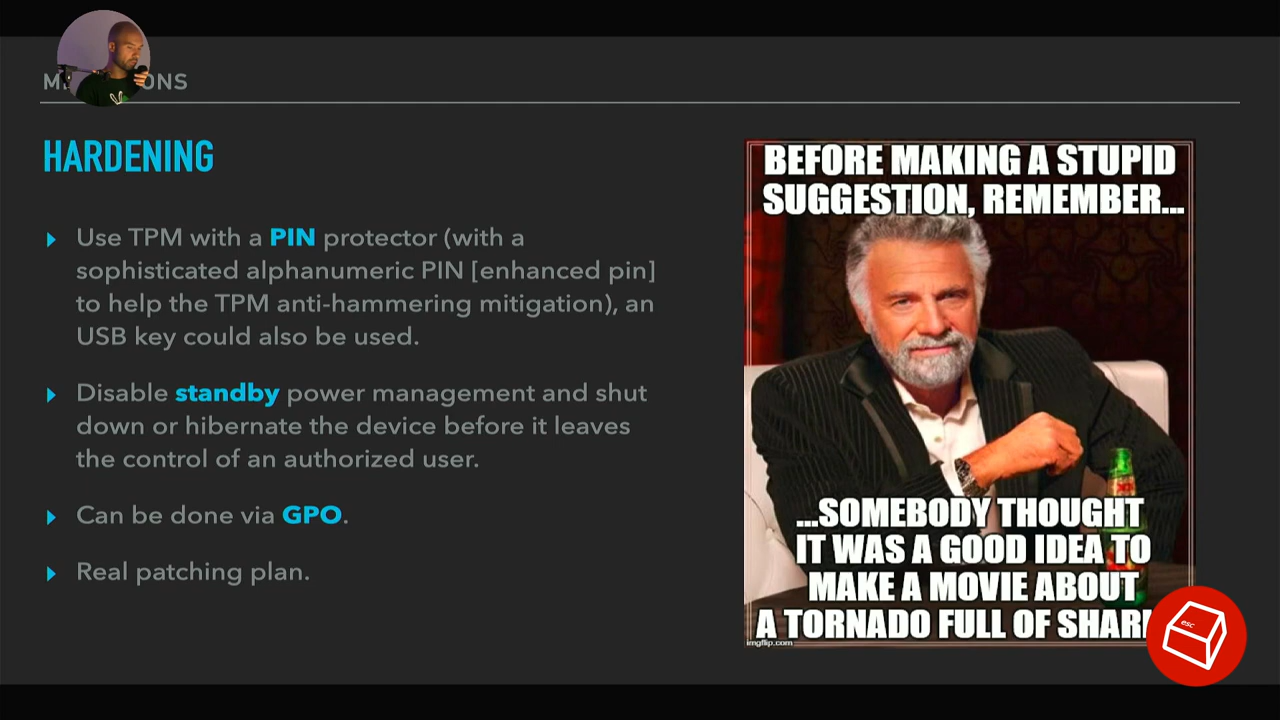 HARDENING
Use TPM with a PIN protector (with a
sophisticated alphanumeric PIN [enhanced pin]
to help the TPM anti-hammering mitigation), an
USB key could also be used.
Disable standby power management and shut
down or hibernate the device before it leaves
the control of an authorized user.
Can be done via GPO.
Real patching plan.
BEFORE MAKING A STUPID
SUGGESTION, REMEMBER...
...SOMEBODY THOUGHT
IT WAS A GOOD IDEA TO
MAKE A MOVIE ABOUT
A TORNADO FULL OF
imgflip.com
esc